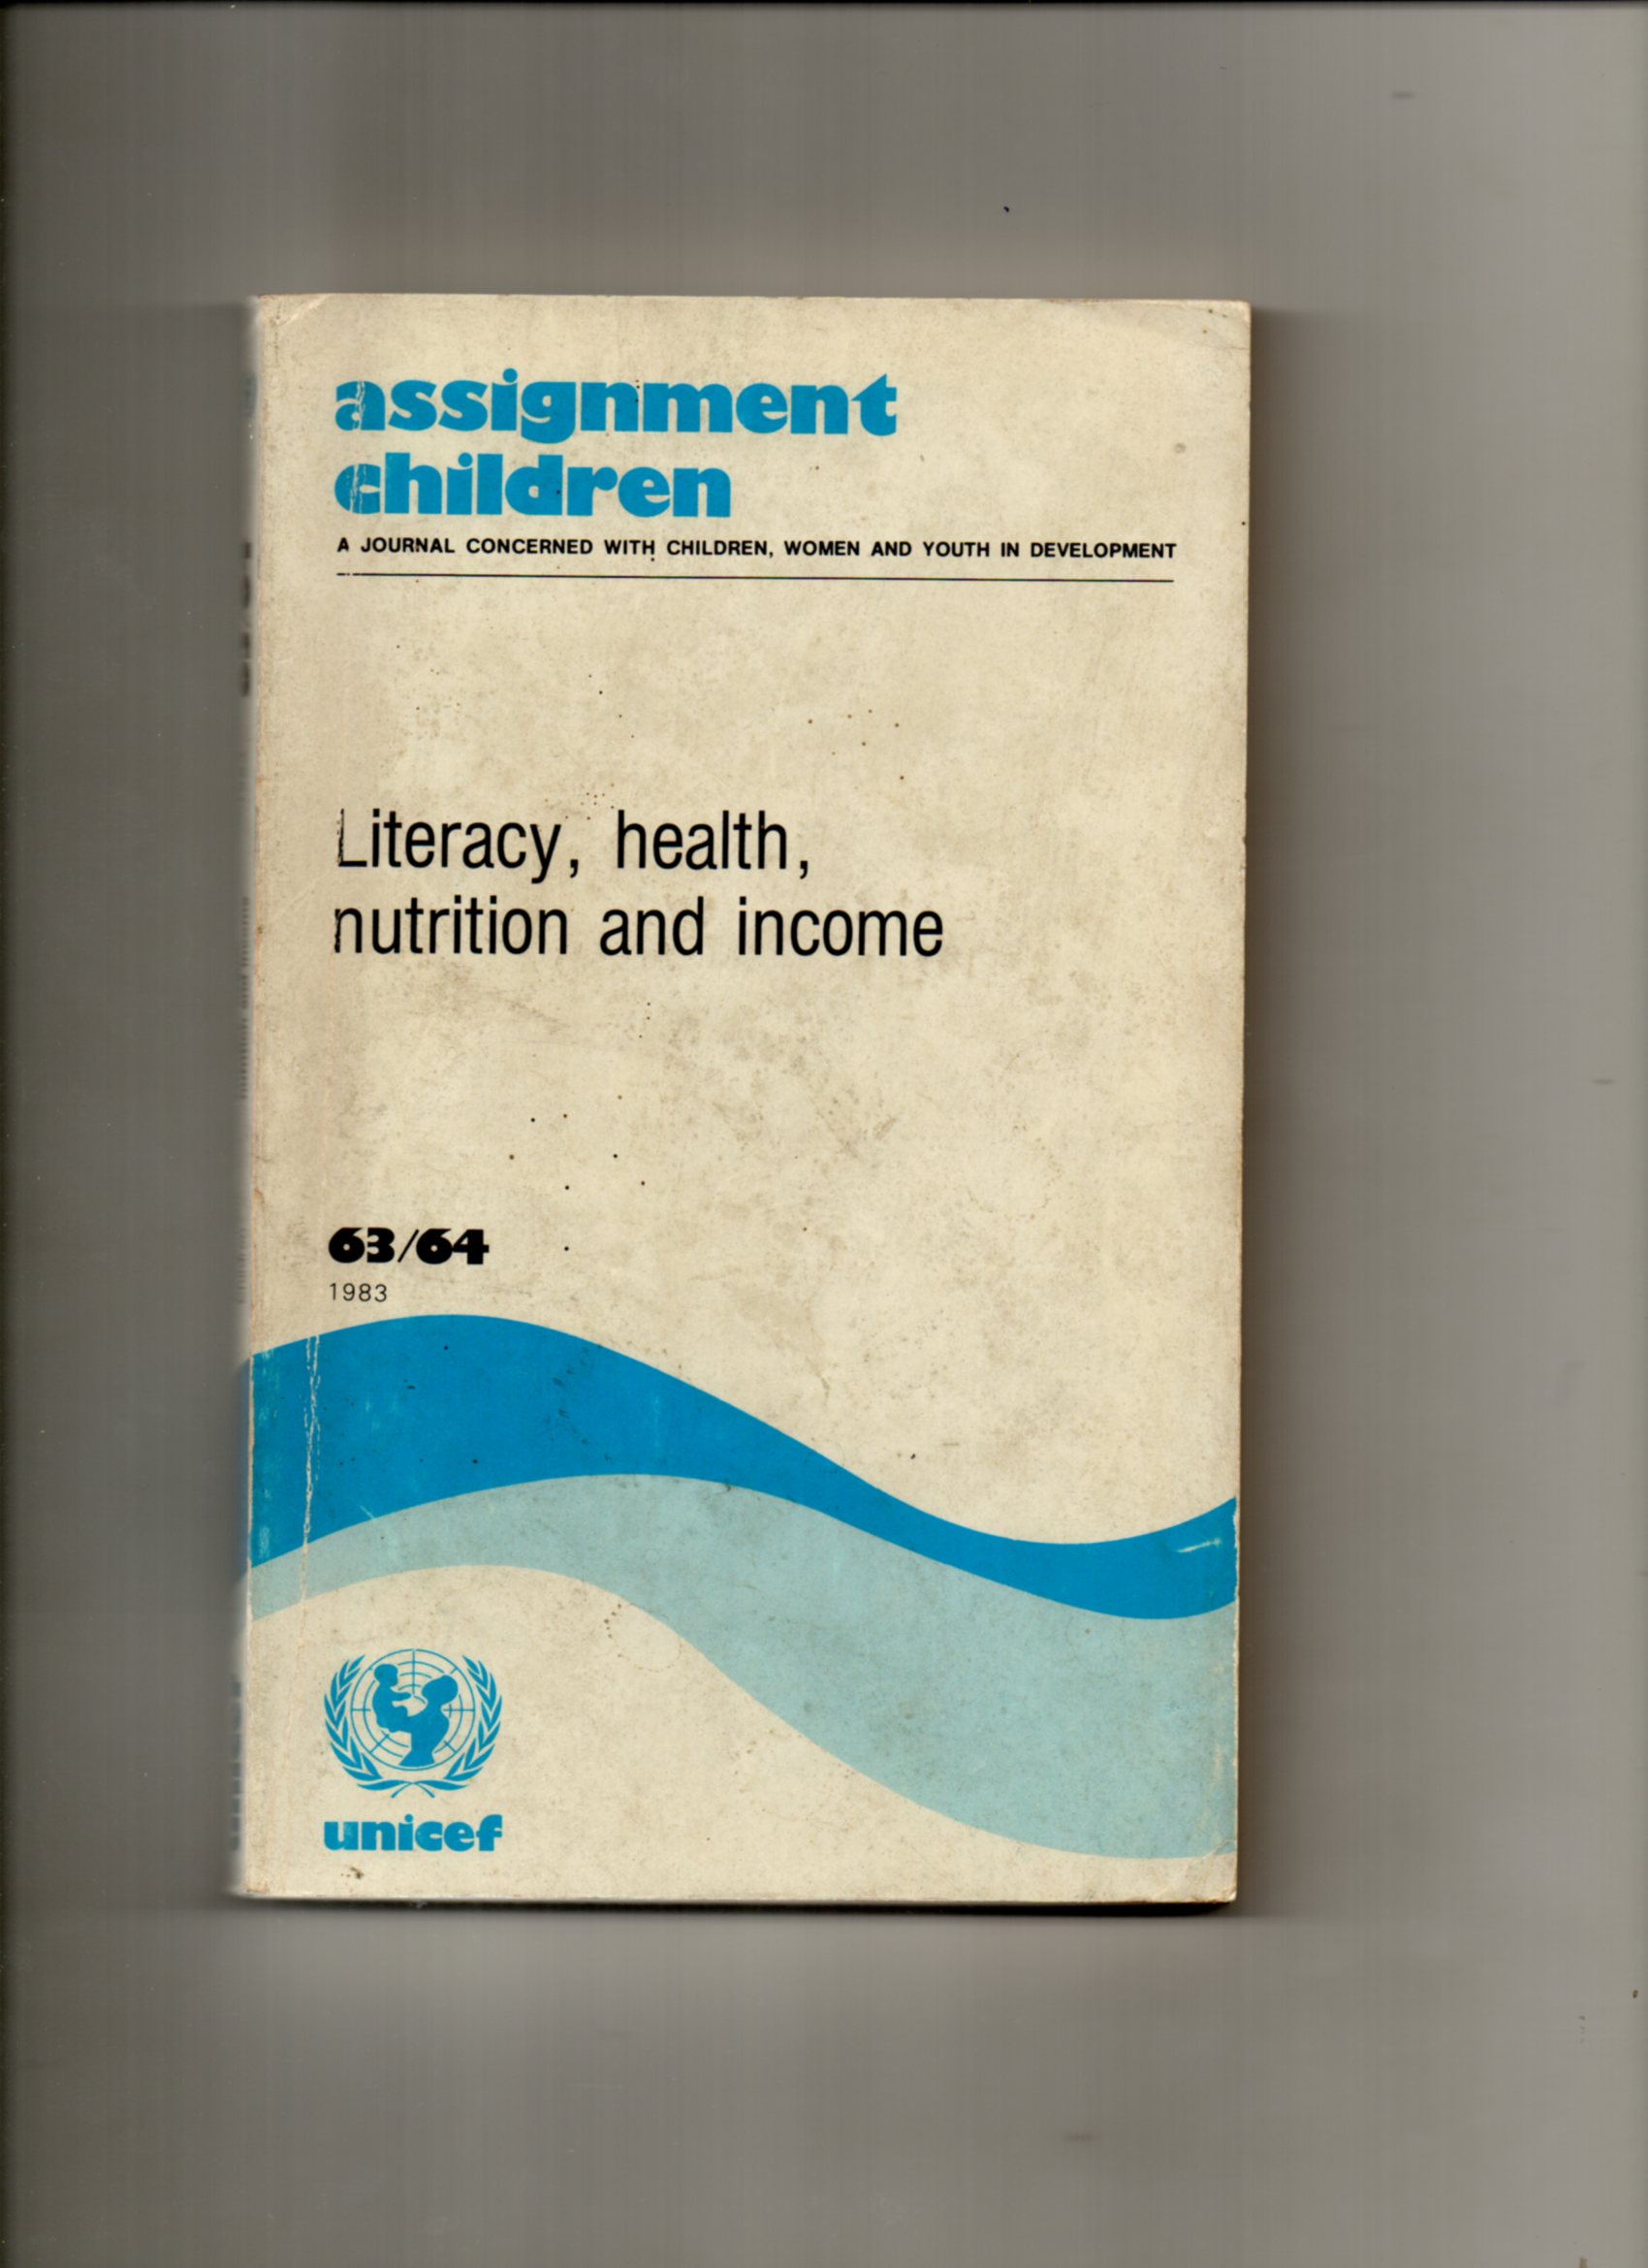 assignment
children
A JOURNAL CONCERNED WITH CHILDREN, WOMEN AND YOUTH IN DEVELOPMENT
Literacy, health,
nutrition and income
63/64
1983
unicef